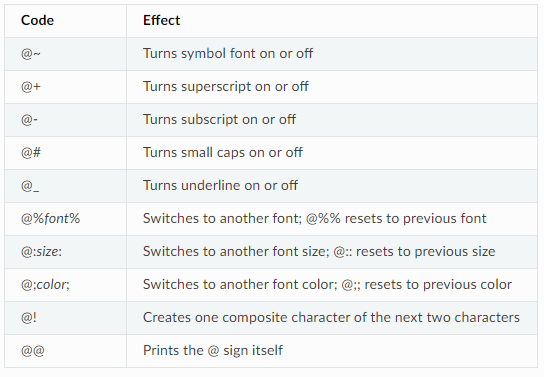 Code Effect
@~ Turns symbol font on or off
@+ Turns superscript on or off
@- Turns subscript on or off
@# Turns small caps on or off
@_ Turns underline on or off
@%font% Switches to another font; @%% resets to previous font
@:size: Switches to another font size; @:: resets to previous size
@;color; Switches to another font color; @;; resets to previous color
@! Creates one composite character of the next two characters
@@ Prints the @ sign itself